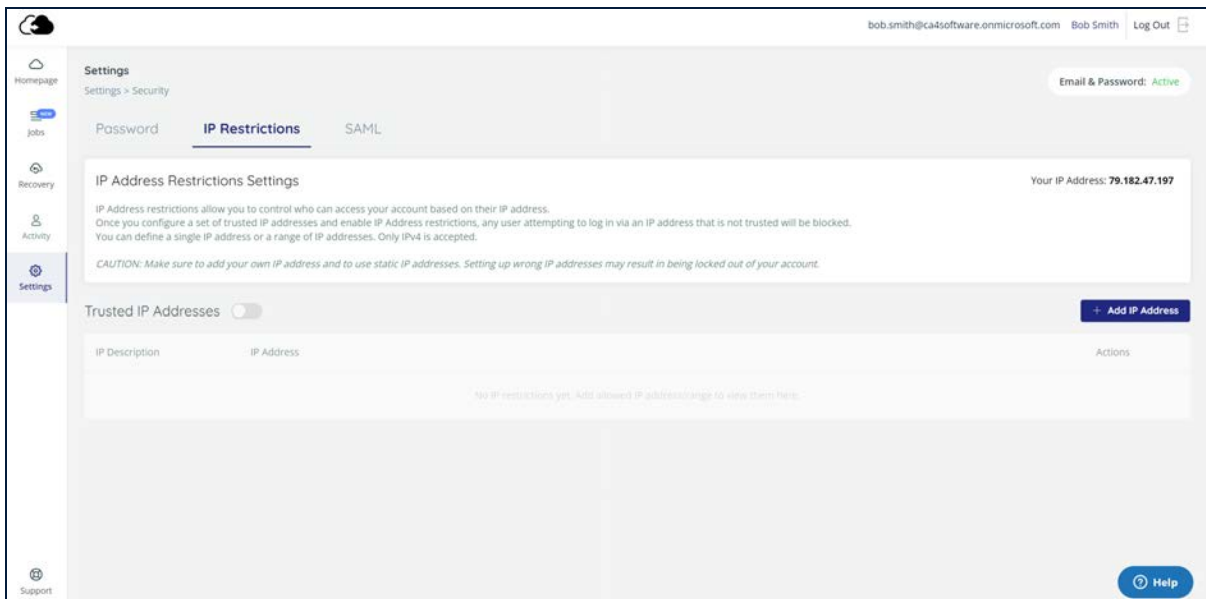 bob.smith@ca4software.onmicrosoft.com Bob Smith Log Out
Homepage
NEW
Jobs
Recovery
Activity
Settings
Support
Settings
Settings > Security
Email & Password: Active
Password IP Restrictions SAML
IP Address Restrictions Settings
Your IP Address: 79.182.47.197
IP Address restrictions allow you to control who can access your account based on their IP address.
Once you configure a set of trusted IP addresses and enable IP Address restrictions, any user attempting to log in via an IP address that is not trusted will be blocked.
You can define a single IP address or a range of IP addresses. Only IPv4 is accepted.
CAUTION: Make sure to add your own IP address and to use static IP addresses. Setting up wrong IP addresses may result in being locked out of your account.
Trusted IP Addresses
+ Add IP Address
IP Description IP Address Actions
No IP restrictions yet. Add allowed IP address/range to view them here.
Help